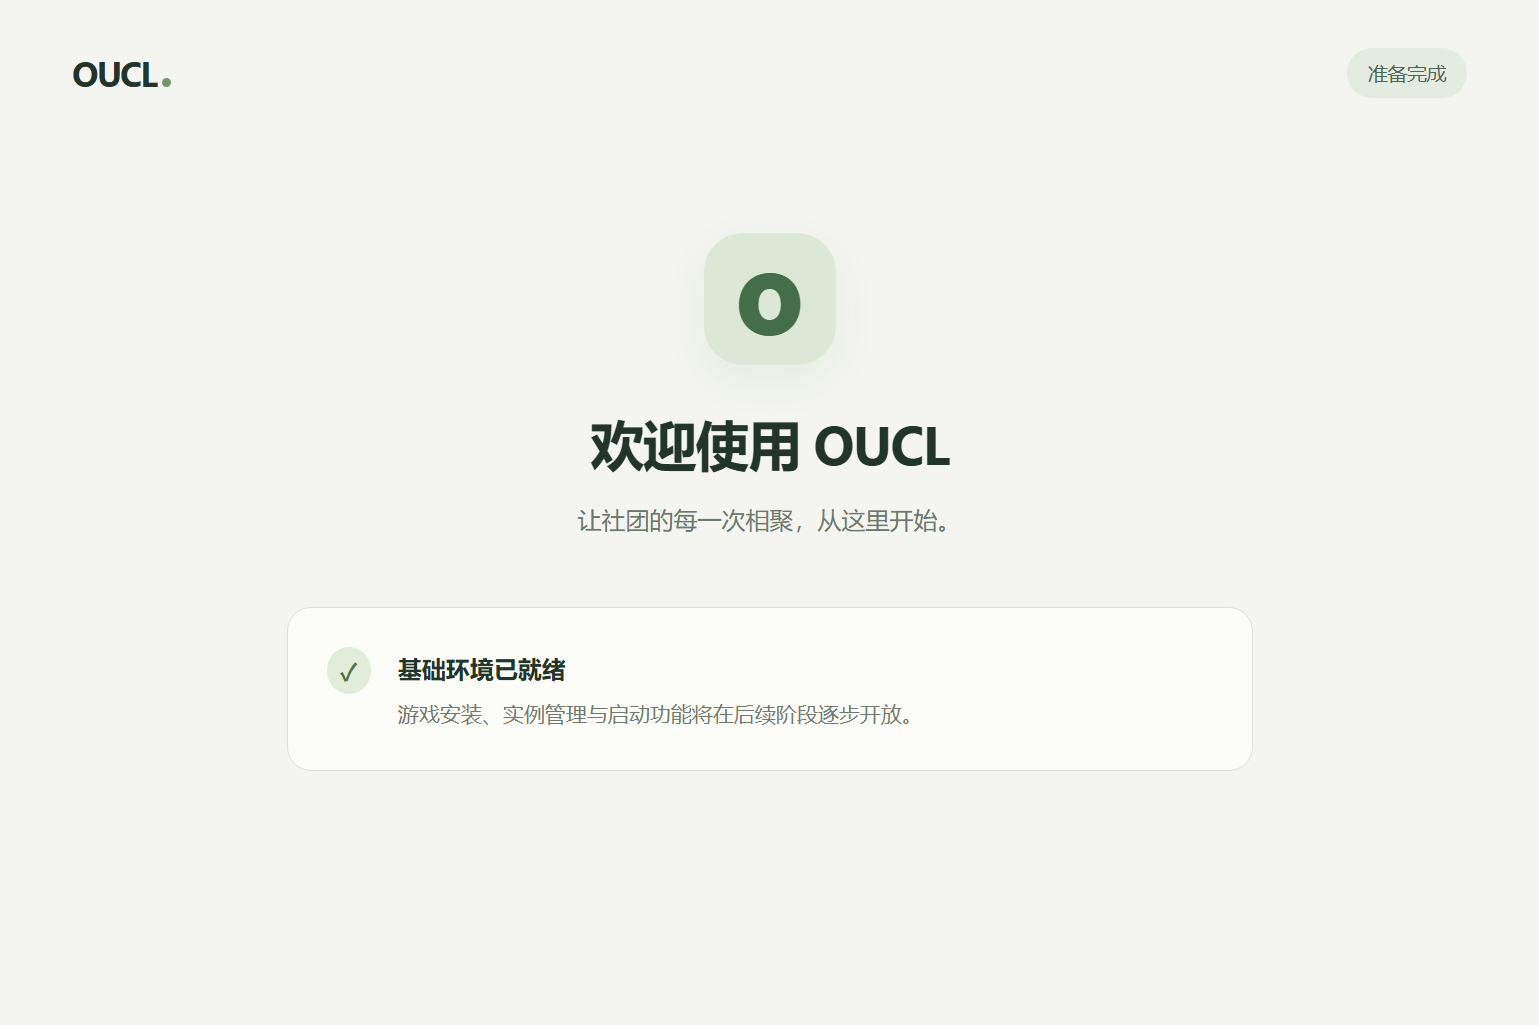 OUCL.
准备完成
O
欢迎使用 OUCL
让社团的每一次相聚，从这里开始。
✓
基础环境已就绪
游戏安装、实例管理与启动功能将在后续阶段逐步开放。